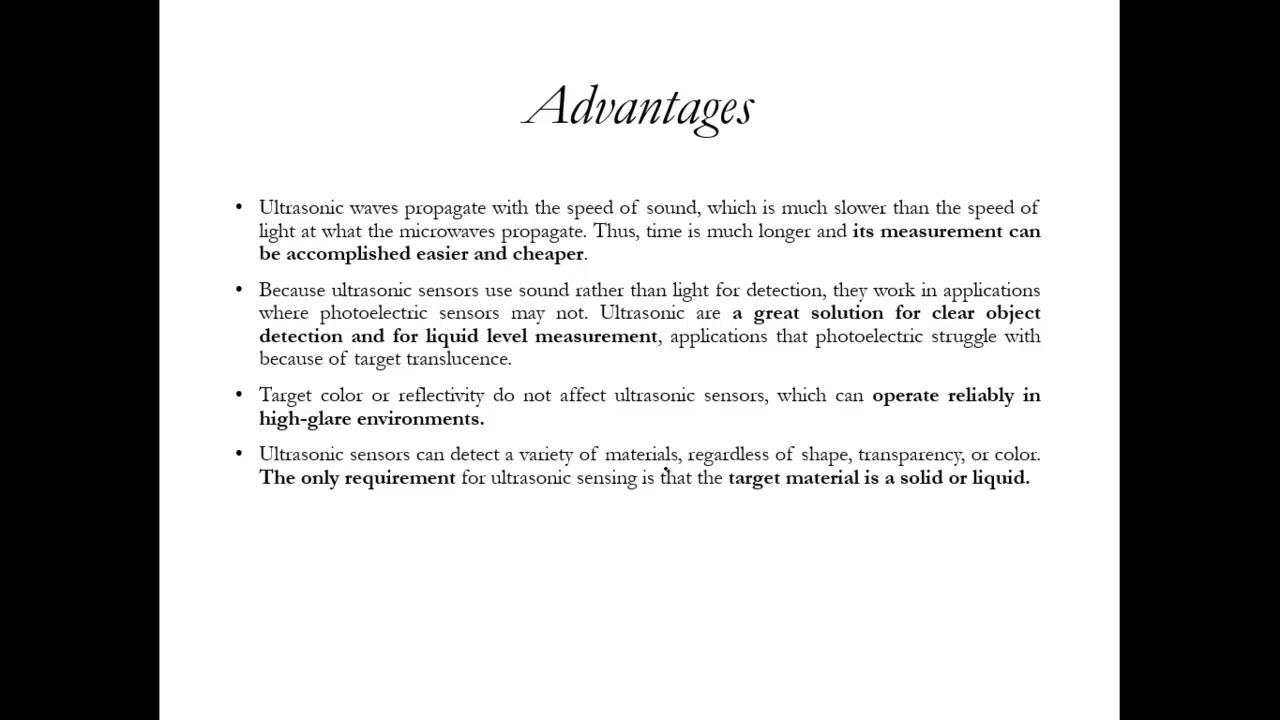 Advantages
• Ultrasonic waves propagate with the speed of sound, which is much slower than the speed of
light at what the microwaves propagate. Thus, time is much longer and its measurement can
be accomplished easier and cheaper.
• Because ultrasonic sensors use sound rather than light for detection, they work in applications
where photoelectric sensors may not. Ultrasonic are a great solution for clear object
detection and for liquid level measurement, applications that photoelectric struggle with
because of target translucence.
• Target color or reflectivity do not affect ultrasonic sensors, which can operate reliably in
high-glare environments.
• Ultrasonic sensors can detect a variety of materials, regardless of shape, transparency, or color.
The only requirement for ultrasonic sensing is that the target material is a solid or liquid.